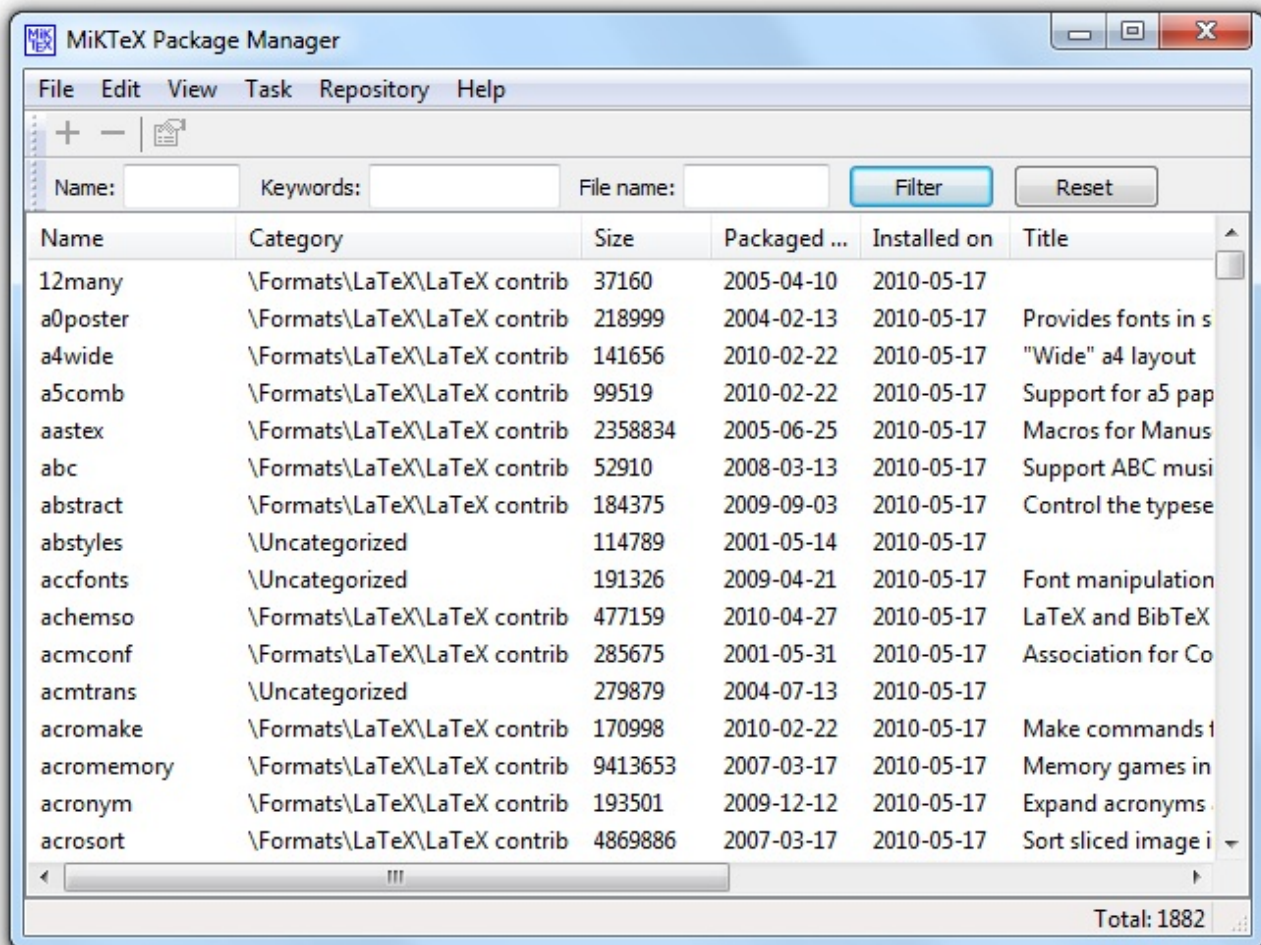 MiKTeX Package Manager
File Edit View Task Repository Help
Name: Keywords: File name: Filter Reset
Name Category Size Packaged ... Installed on Title
12many \Formats\LaTeX\LaTeX contrib 37160 2005-04-10 2010-05-17
a0poster \Formats\LaTeX\LaTeX contrib 218999 2004-02-13 2010-05-17 Provides fonts in s
a4wide \Formats\LaTeX\LaTeX contrib 141656 2010-02-22 2010-05-17 "Wide" a4 layout
a5comb \Formats\LaTeX\LaTeX contrib 99519 2010-02-22 2010-05-17 Support for a5 pap
aastex \Formats\LaTeX\LaTeX contrib 2358834 2005-06-25 2010-05-17 Macros for Manus
abc \Formats\LaTeX\LaTeX contrib 52910 2008-03-13 2010-05-17 Support ABC musi
abstract \Formats\LaTeX\LaTeX contrib 184375 2009-09-03 2010-05-17 Control the typese
abstyles \Uncategorized 114789 2001-05-14 2010-05-17
accfonts \Uncategorized 191326 2009-04-21 2010-05-17 Font manipulation
achemso \Formats\LaTeX\LaTeX contrib 477159 2010-04-27 2010-05-17 LaTeX and BibTeX
acmconf \Formats\LaTeX\LaTeX contrib 285675 2001-05-31 2010-05-17 Association for Co
acmtrans \Uncategorized 279879 2004-07-13 2010-05-17
acromake \Formats\LaTeX\LaTeX contrib 170998 2010-02-22 2010-05-17 Make commands f
acromemory \Formats\LaTeX\LaTeX contrib 9413653 2007-03-17 2010-05-17 Memory games in
acronym \Formats\LaTeX\LaTeX contrib 193501 2009-12-12 2010-05-17 Expand acronyms
acrosort \Formats\LaTeX\LaTeX contrib 4869886 2007-03-17 2010-05-17 Sort sliced image i
Total: 1882